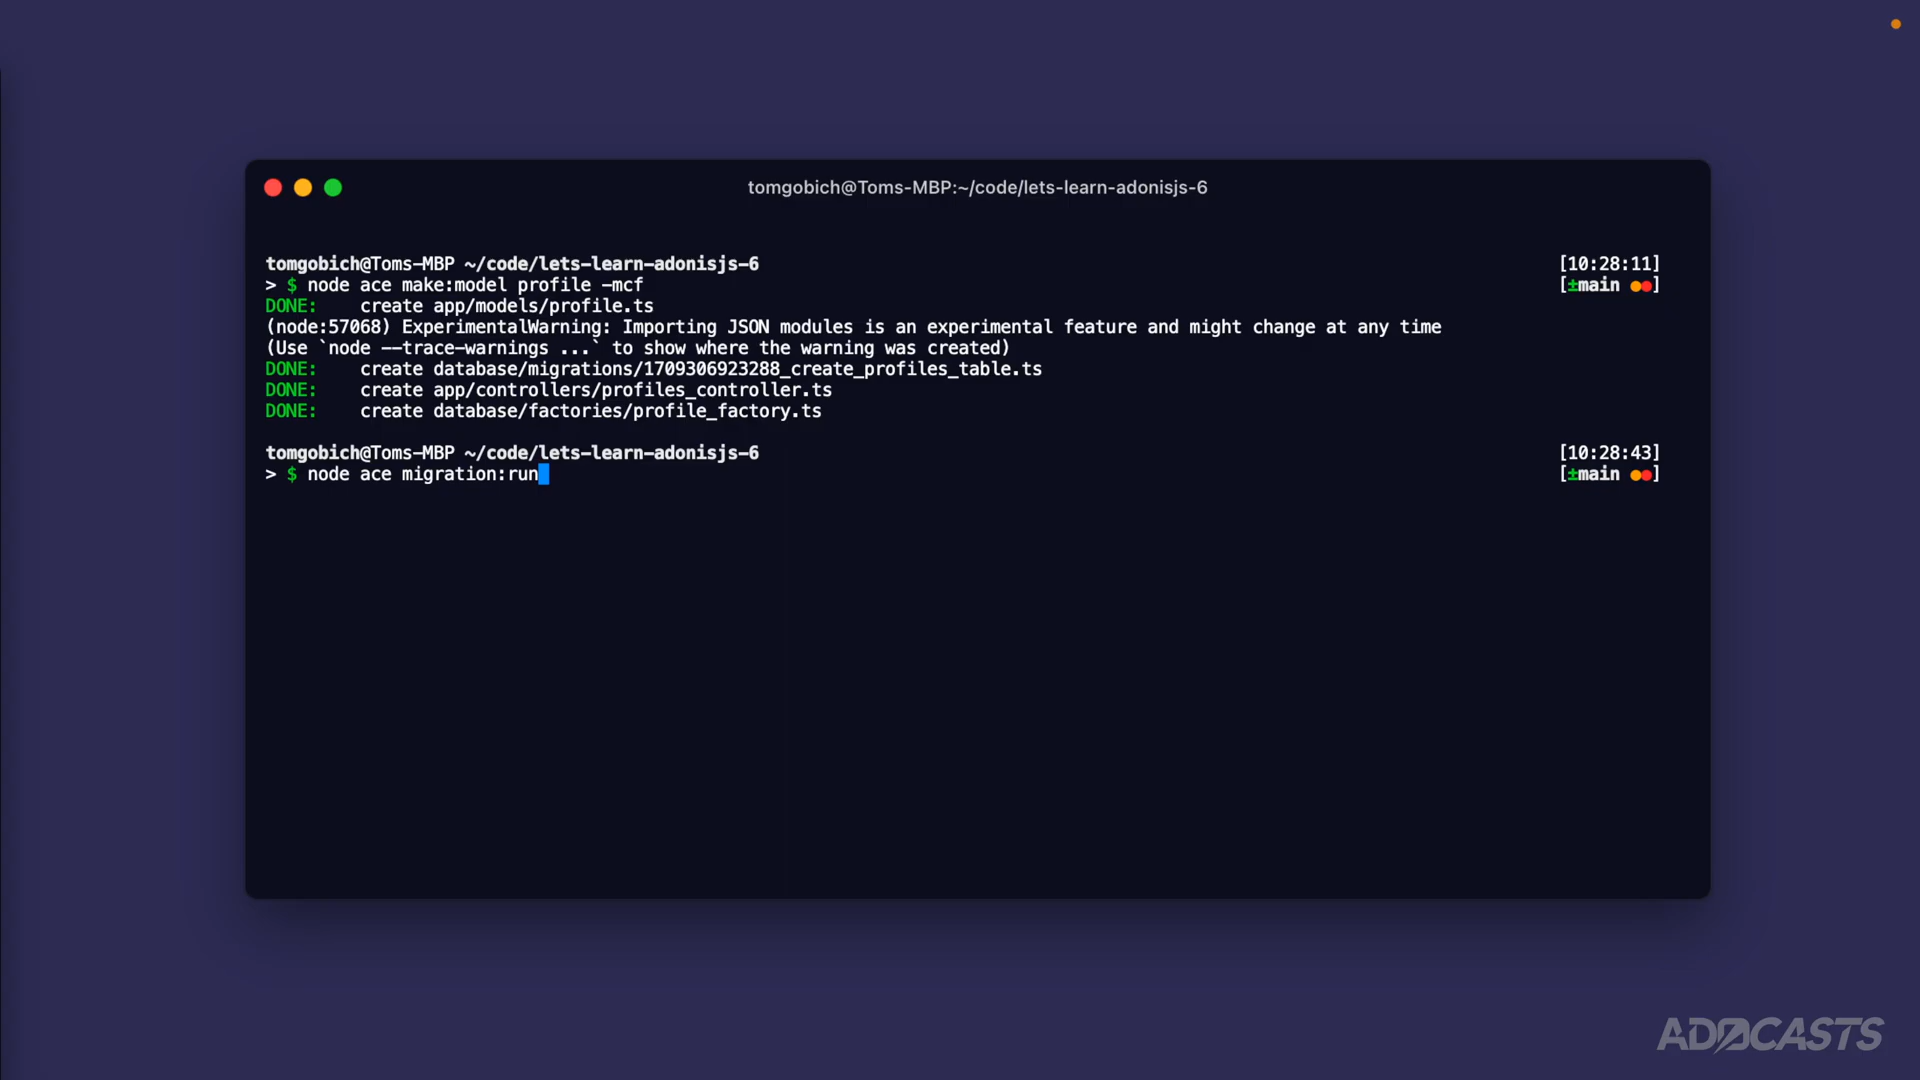 tomgobich@Toms-MBP:~/code/lets-learn-adonisjs-6
tomgobich@Toms-MBP ~/code/lets-learn-adonisjs-6 [10:28:11]
> $ node ace make:model profile -mcf [±main ●●]
DONE:    create app/models/profile.ts
(node:57068) ExperimentalWarning: Importing JSON modules is an experimental feature and might change at any time
(Use `node --trace-warnings ...` to show where the warning was created)
DONE:    create database/migrations/1709306923288_create_profiles_table.ts
DONE:    create app/controllers/profiles_controller.ts
DONE:    create database/factories/profile_factory.ts
tomgobich@Toms-MBP ~/code/lets-learn-adonisjs-6 [10:28:43]
> $ node ace migration:run [±main ●●]
ADOCASTS